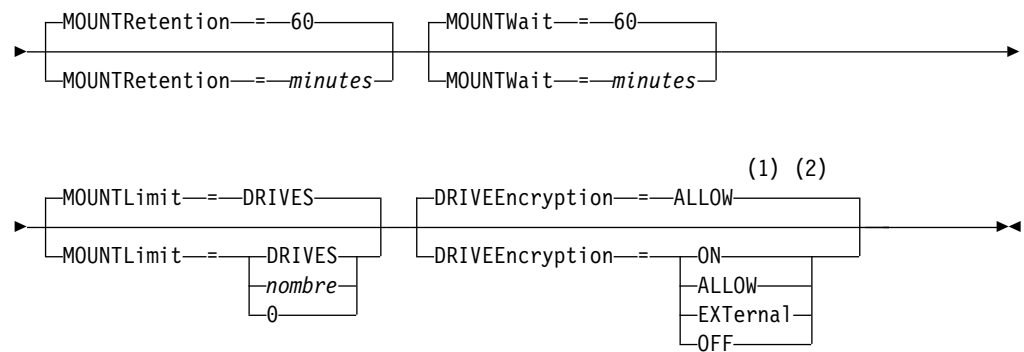 MOUNTRetention = 60 MOUNTWait = 60
MOUNTRetention = minutes MOUNTWait = minutes
(1) (2)
MOUNTLimit = DRIVES DRIVEEncryption = ALLOW
MOUNTLimit = DRIVES DRIVEEncryption = ON
nombre ALLOW
0 EXTernal
OFF